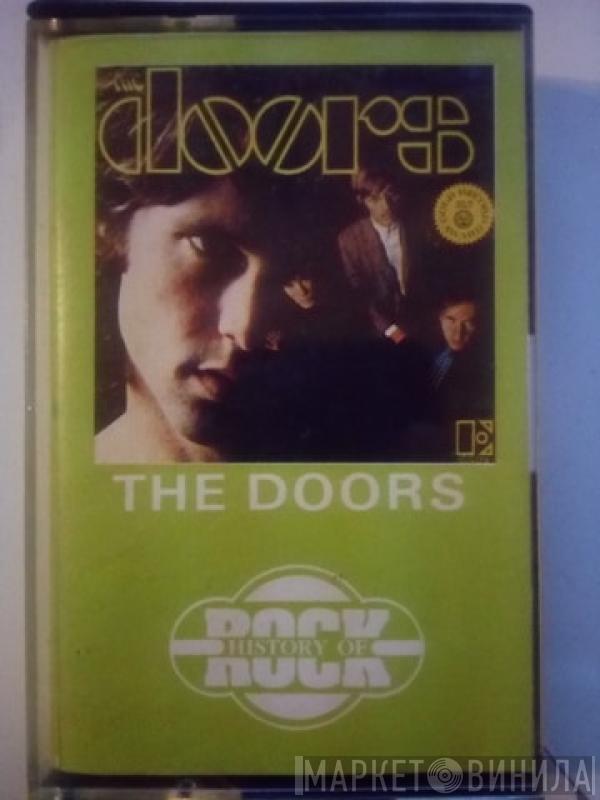 THE
doors
THE DOORS
ROCK
HISTORY OF
МАРКЕТ ВИНИЛА